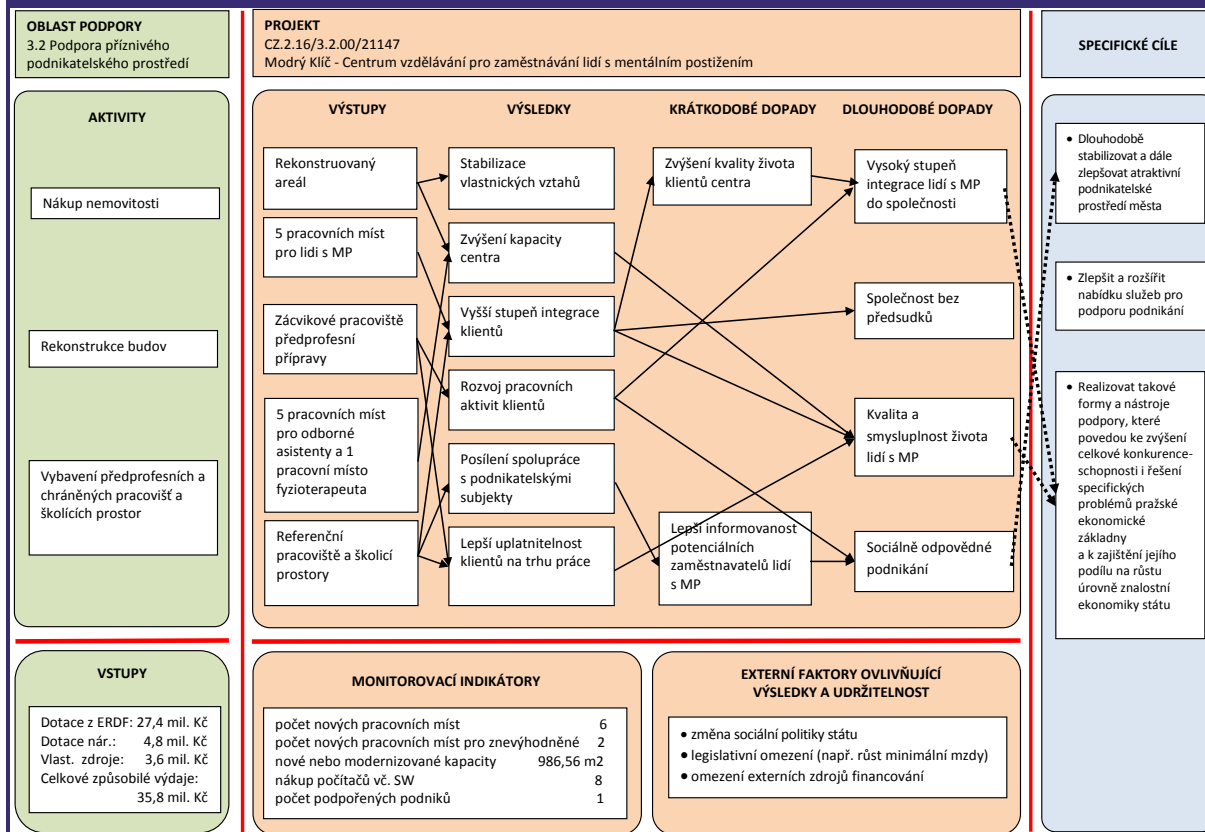 OBLAST PODPORY
3.2 Podpora příznivého
podnikatelského prostředí
PROJEKT
CZ.2.16/3.2.00/21147
Modrý Klíč - Centrum vzdělávání pro zaměstnávání lidí s mentálním postižením
SPECIFICKÉ CÍLE
AKTIVITY
Nákup nemovitosti
Rekonstrukce budov
Vybavení předprofesních a
chráněných pracovišť a
školících prostor
VÝSTUPY
Rekonstruovaný
areál
5 pracovních míst
pro lidi s MP
Zácvikové pracoviště
předprofesní
přípravy
5 pracovních míst
pro odborné
asistenty a 1
pracovní místo
fyzioterapeuta
Referenční
pracoviště a školicí
prostory
VÝSLEDKY
Stabilizace
vlastnických vztahů
Zvýšení kapacity
centra
Vyšší stupeň integrace
klientů
Rozvoj pracovních
aktivit klientů
Posílení spolupráce
s podnikatelskými
subjekty
Lepší uplatnitelnost
klientů na trhu práce
KRÁTKODOBÉ DOPADY
Zvýšení kvality života
klientů centra
Lepší informovanost
potenciálních
zaměstnavatelů lidí
s MP
DLOUHODOBÉ DOPADY
Vysoký stupeň
integrace lidí s MP
do společnosti
Společnost bez
předsudků
Kvalita a
smysluplnost života
lidí s MP
Sociálně odpovědné
podnikání
• Dlouhodobě
stabilizovat a dále
zlepšovat atraktivní
podnikatelské
prostředí města
• Zlepšit a rozšířit
nabídku služeb pro
podporu podnikání
• Realizovat takové
formy a nástroje
podpory, které
povedou ke zvýšení
celkové konkurence-
schopnosti i řešení
specifických
problémů pražské
ekonomické
základny
a k zajištění jejího
podílu na růstu
úrovně znalostní
ekonomiky státu
VSTUPY
Dotace z ERDF: 27,4 mil. Kč
Dotace nár.: 4,8 mil. Kč
Vlast. zdroje: 3,6 mil. Kč
Celkové způsobilé výdaje:
35,8 mil. Kč
MONITOROVACÍ INDIKÁTORY
počet nových pracovních míst 6
počet nových pracovních míst pro znevýhodněné 2
nové nebo modernizované kapacity 986,56 m2
nákup počítačů vč. SW 8
počet podpořených podniků 1
EXTERNÍ FAKTORY OVLIVŇUJÍCÍ
VÝSLEDKY A UDRŽITELNOST
• změna sociální politiky státu
• legislativní omezení (např. růst minimální mzdy)
• omezení externích zdrojů financování